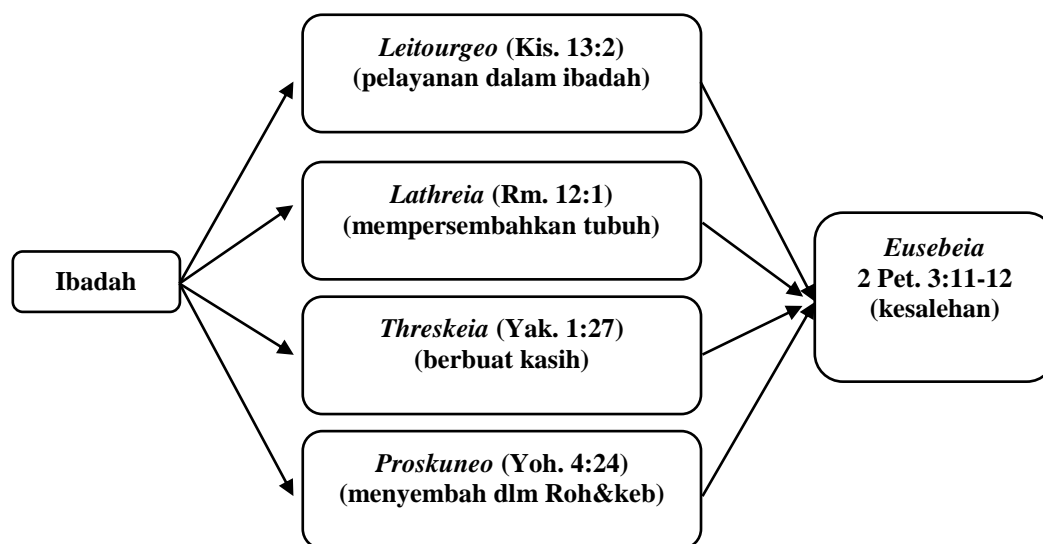 Leitourgeo (Kis. 13:2)
(pelayanan dalam ibadah)
Lathreia (Rm. 12:1)
(mempersembahkan tubuh)
Ibadah
Threskeia (Yak. 1:27)
(berbuat kasih)
Proskuneo (Yoh. 4:24)
(menyembah dlm Roh&keb)
Eusebeia
2 Pet. 3:11-12
(kesalehan)